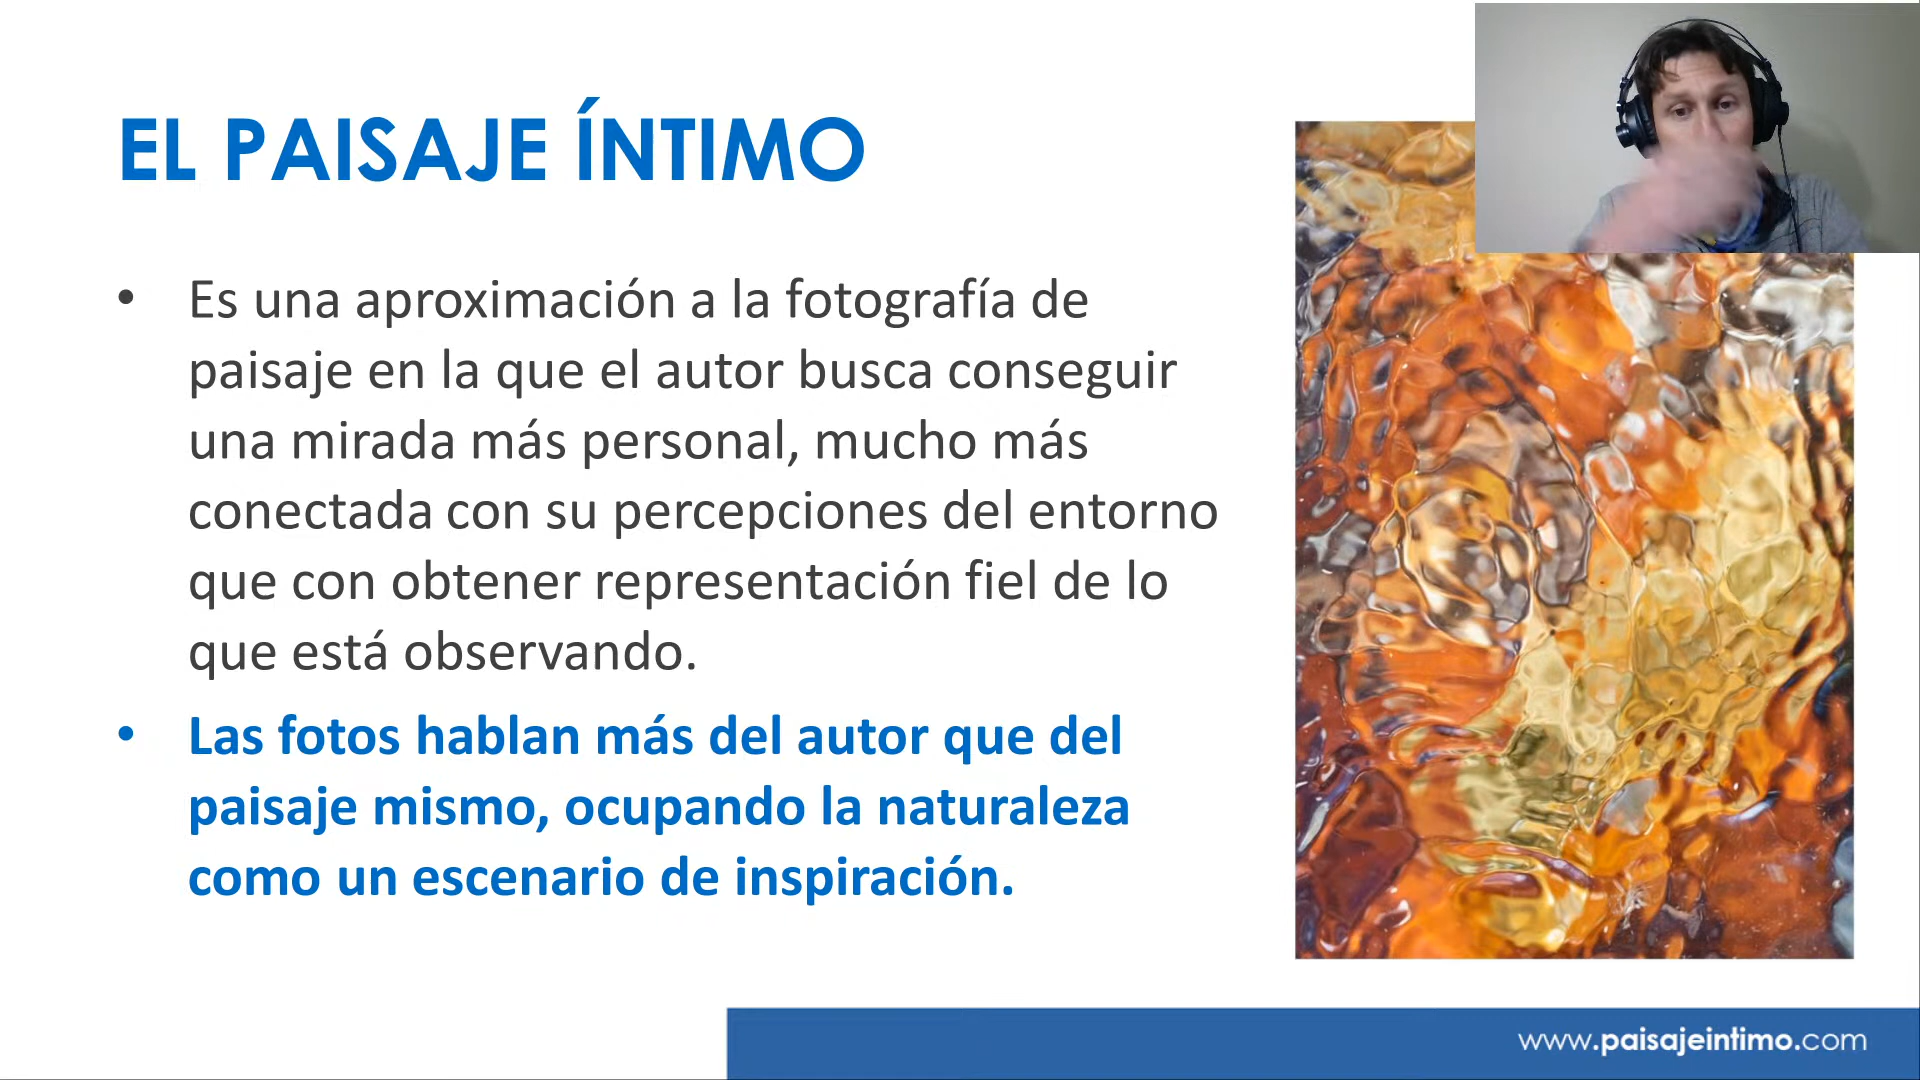 EL PAISAJE ÍNTIMO
• Es una aproximación a la fotografía de
paisaje en la que el autor busca conseguir
una mirada más personal, mucho más
conectada con su percepciones del entorno
que con obtener representación fiel de lo
que está observando.
• Las fotos hablan más del autor que del
paisaje mismo, ocupando la naturaleza
como un escenario de inspiración.
www.paisajeintimo.com